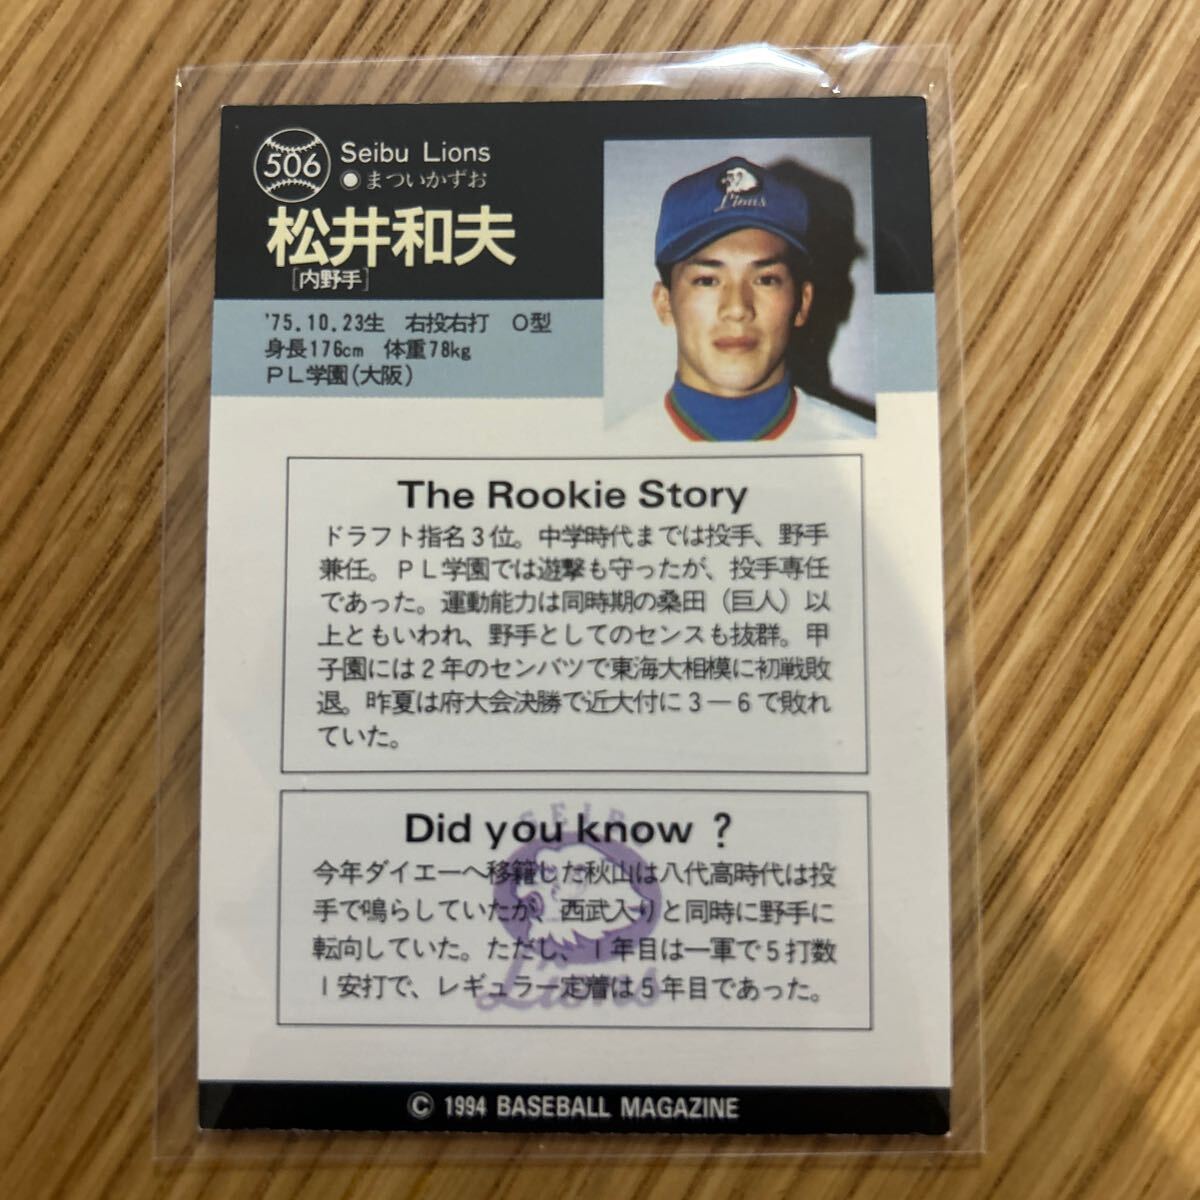 506
Seibu Lions
●まついかずお
松井和夫
[内野手]
Lions
'75.10.23生 右投右打 O型
身長176cm 体重78kg
PL学園(大阪)
The Rookie Story
ドラフト指名3位。中学時代までは投手、野手
兼任。PL学園では遊撃も守ったが、投手専任
であった。運動能力は同時期の桑田(巨人)以
上ともいわれ、野手としてのセンスも抜群。甲
子園には2年のセンバツで東海大相模に初戦敗
退。昨夏は府大会決勝で近大付に3―6で敗れ
ていた。
Did you know ?
今年ダイエーへ移籍した秋山は八代高時代は投
手で鳴らしていたが、西武入りと同時に野手に
転向していた。ただし、1年目は一軍で5打数
1安打で、レギュラー定着は5年目であった。
Lions
© 1994 BASEBALL MAGAZINE